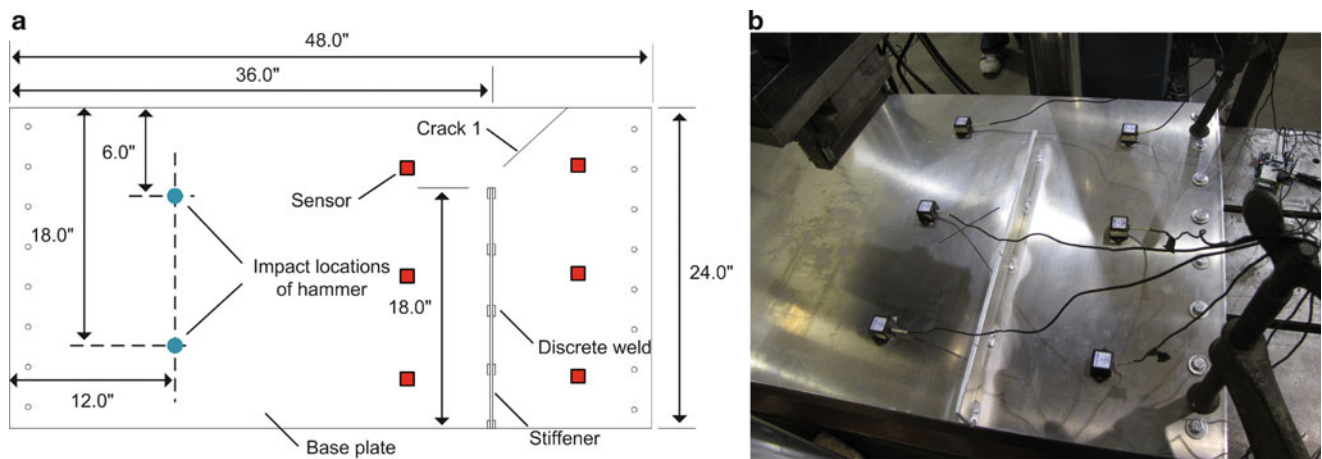 a
b
48.0"
36.0"
Crack 1
6.0"
Sensor
18.0"
Impact locations
of hammer
18.0"
24.0"
Discrete weld
12.0"
Base plate
Stiffener